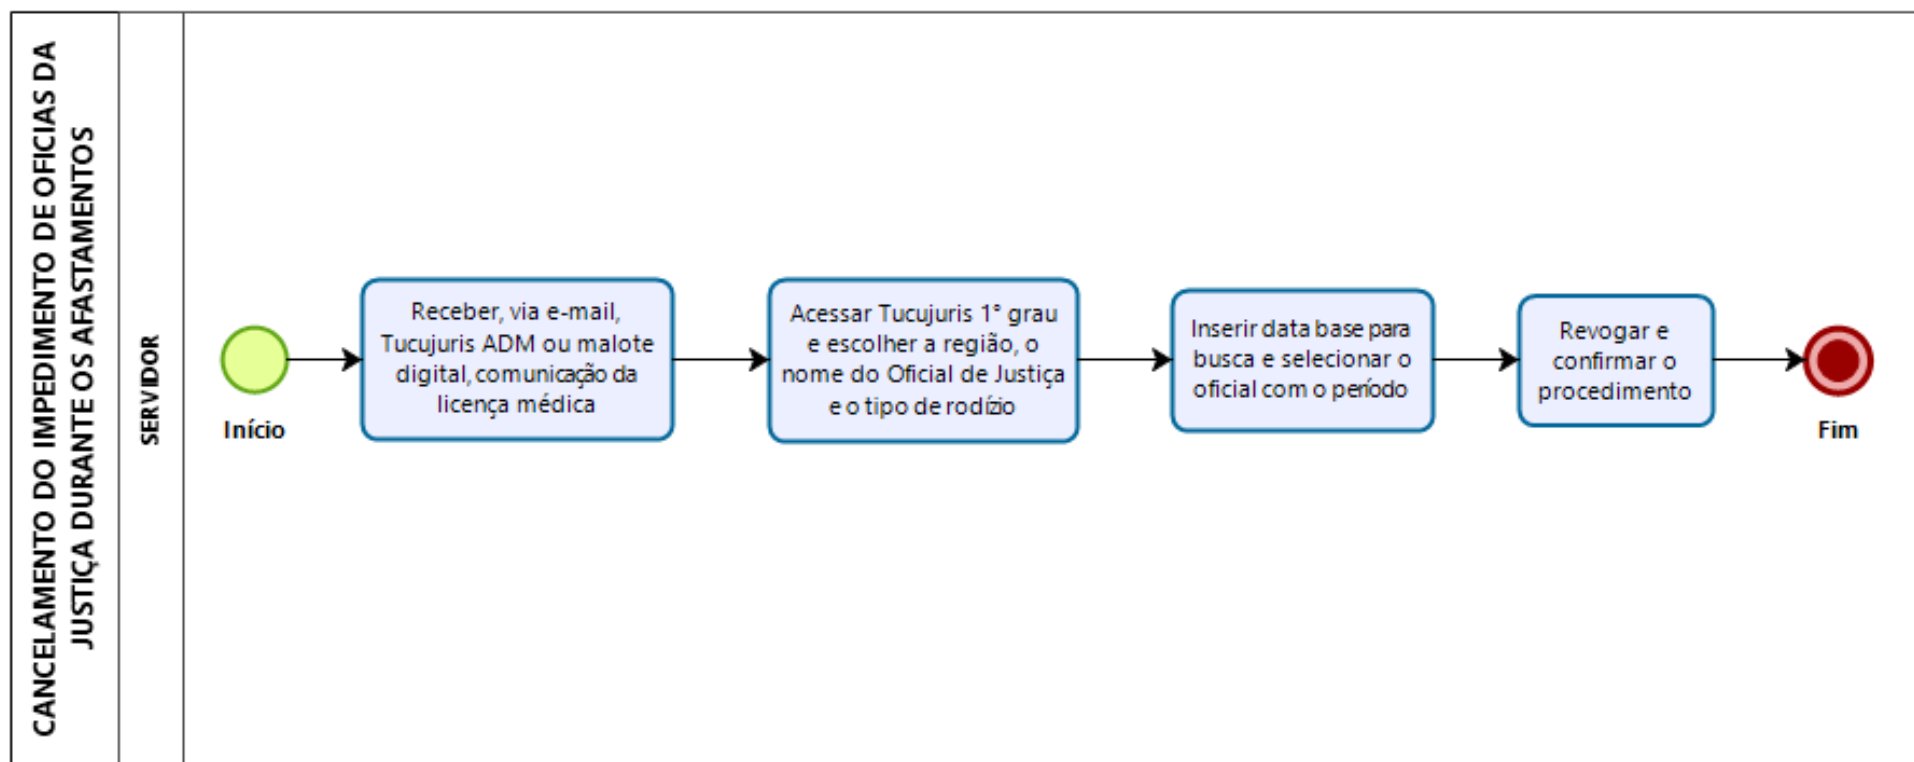 CANCELAMENTO DO IMPEDIMENTO DE OFICIAS DA
JUSTIÇA DURANTE OS AFASTAMENTOS
SERVIDOR
Início
Receber, via e-mail,
Tucujuris ADM ou malote
digital, comunicação da
licença médica
Acessar Tucujuris 1° grau
e escolher a região, o
nome do Oficial de Justiça
e o tipo de rodízio
Inserir data base para
busca e selecionar o
oficial com o período
Revogar e
confirmar o
procedimento
Fim